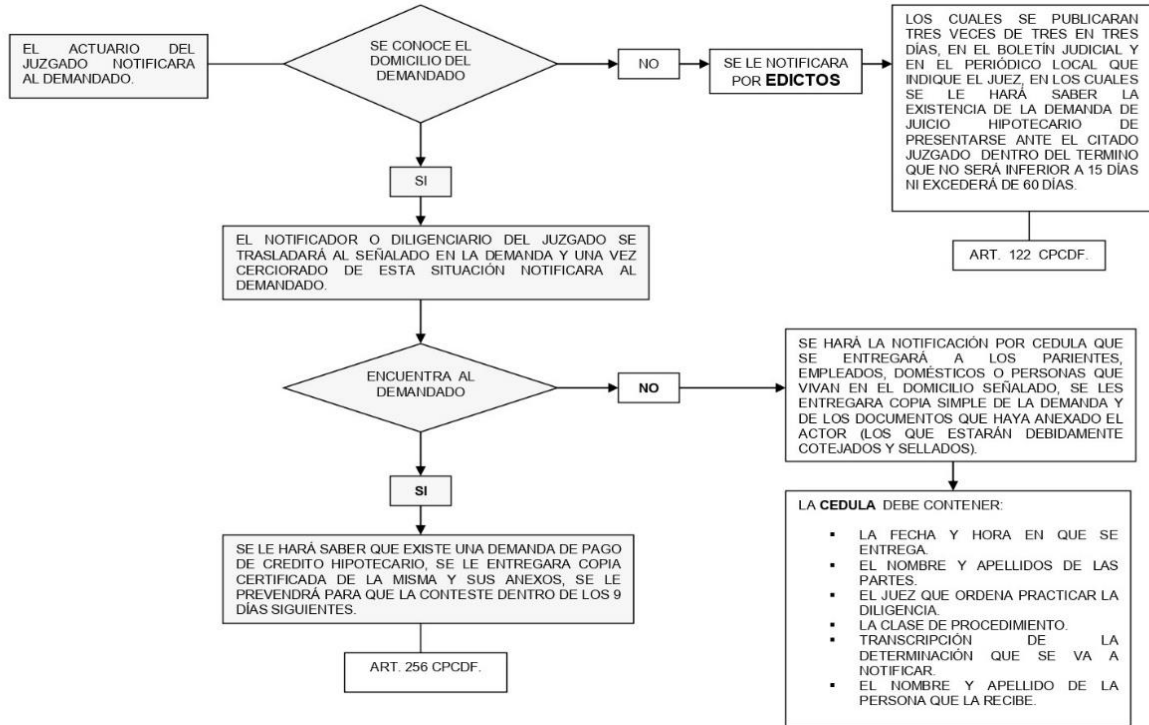 EL ACTUARIO DEL
JUZGADO NOTIFICARA
AL DEMANDADO.
SE CONOCE EL
DOMICILIO DEL
DEMANDADO
NO
SE LE NOTIFICARA
POR EDICTOS
LOS CUALES SE PUBLICARAN
TRES VECES DE TRES EN TRES
DÍAS, EN EL BOLETÍN JUDICIAL Y
EN EL PERIÓDICO LOCAL QUE
INDIQUE EL JUEZ, EN LOS CUALES
SE LE HARÁ SABER LA
EXISTENCIA DE LA DEMANDA DE
JUICIO HIPOTECARIO DE
PRESENTARSE ANTE EL CITADO
JUZGADO DENTRO DEL TERMINO
QUE NO SERÁ INFERIOR A 15 DÍAS
NI EXCEDERÁ DE 60 DÍAS.
ART. 122 CPCDF.
SI
EL NOTIFICADOR O DILIGENCIARIO DEL JUZGADO SE
TRASLADARÁ AL SEÑALADO EN LA DEMANDA Y UNA VEZ
CERCIORADO DE ESTA SITUACIÓN NOTIFICARA AL
DEMANDADO.
ENCUENTRA AL
DEMANDADO
NO
SE HARÁ LA NOTIFICACIÓN POR CEDULA QUE
SE ENTREGARÁ A LOS PARIENTES,
EMPLEADOS, DOMÉSTICOS O PERSONAS QUE
VIVAN EN EL DOMICILIO SEÑALADO, SE LES
ENTREGARA COPIA SIMPLE DE LA DEMANDA Y
DE LOS DOCUMENTOS QUE HAYA ANEXADO EL
ACTOR (LOS QUE ESTARÁN DEBIDAMENTE
COTEJADOS Y SELLADOS).
SI
SE LE HARÁ SABER QUE EXISTE UNA DEMANDA DE PAGO
DE CREDITO HIPOTECARIO, SE LE ENTREGARA COPIA
CERTIFICADA DE LA MISMA Y SUS ANEXOS, SE LE
PREVENDRÁ PARA QUE LA CONTESTE DENTRO DE LOS 9
DÍAS SIGUIENTES.
ART. 256 CPCDF.
LA CEDULA DEBE CONTENER:
▪ LA FECHA Y HORA EN QUE SE
ENTREGA.
▪ EL NOMBRE Y APELLIDOS DE LAS
PARTES.
▪ EL JUEZ QUE ORDENA PRACTICAR LA
DILIGENCIA.
▪ LA CLASE DE PROCEDIMIENTO.
▪ TRANSCRIPCIÓN DE LA
DETERMINACIÓN QUE SE VA A
NOTIFICAR.
▪ EL NOMBRE Y APELLIDO DE LA
PERSONA QUE LA RECIBE.